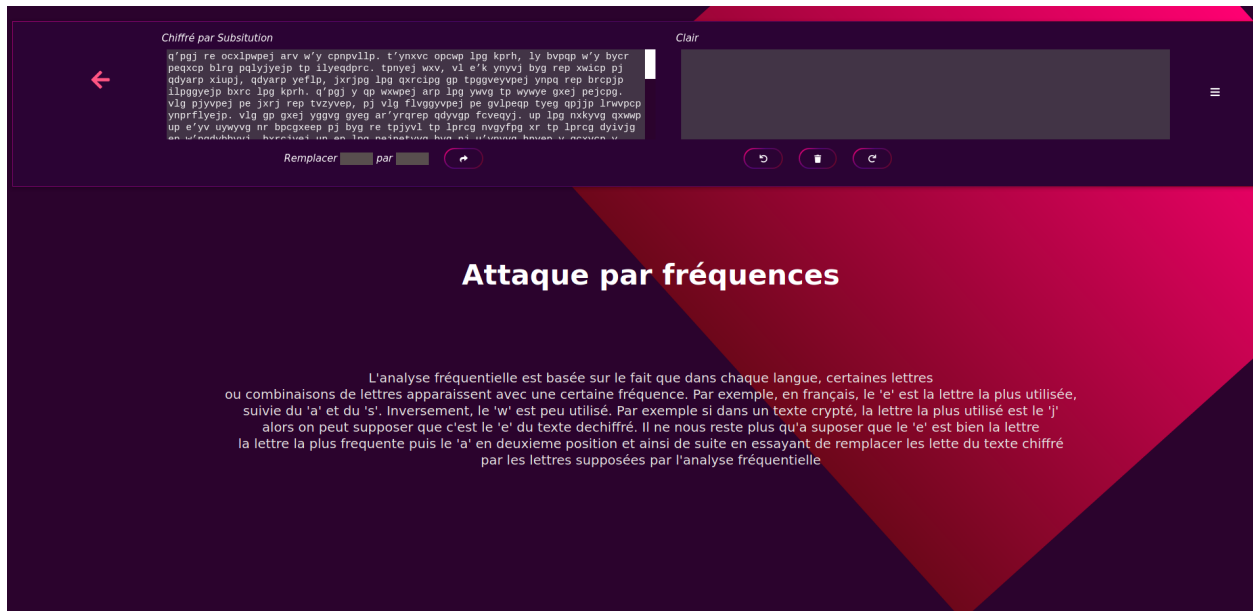 Chiffré par Subsitution
Clair
q’pgj re ocxlpwpej arv w’y cpnpvllp. t’ynxvc opcwp lpg kprh, ly bvpqp w’y bycr
peqxcp blrg pqlyjyejp tp ilyeqdprc. tpnyej wxv, vl e’k ynyvj byg rep xwicp pj
qdyarp xiupj, qdyarp yeflp, jxrjpg lpg qxrcipg gp tpggveyvpej ynpq rep brcpjp
ilpggyejp bxrc lpg kprh. q’pgj y qp wxwpej arp lpg ywvg tp wywye gxej pejcpg.
vlg pjyvpej pe jxrj rep tvzyvep, pj vlg flvggyvpej pe gvlpeqp tyeg qpjjp lrwvpcp
ynprflyejp. vlg gp gxej yggvg gyeg ar’yrqrep qdyvgp fcveqyj. up lpg nxkyvg qxwwp
up e’yv uywyvg nr bpcgxeep pj byg re tpjyvl tp lprcg nvgyfpg xr tp lprcg dyivjg
Remplacer
par
Attaque par fréquences
L'analyse fréquentielle est basée sur le fait que dans chaque langue, certaines lettres
ou combinaisons de lettres apparaissent avec une certaine fréquence. Par exemple, en français, le 'e' est la lettre la plus utilisée,
suivie du 'a' et du 's'. Inversement, le 'w' est peu utilisé. Par exemple si dans un texte crypté, la lettre la plus utilisé est le 'j'
alors on peut supposer que c'est le 'e' du texte dechiffré. Il ne nous reste plus qu'a suposer que le 'e' est bien la lettre
la lettre la plus frequente puis le 'a' en deuxieme position et ainsi de suite en essayant de remplacer les lette du texte chiffré
par les lettres supposées par l'analyse fréquentielle